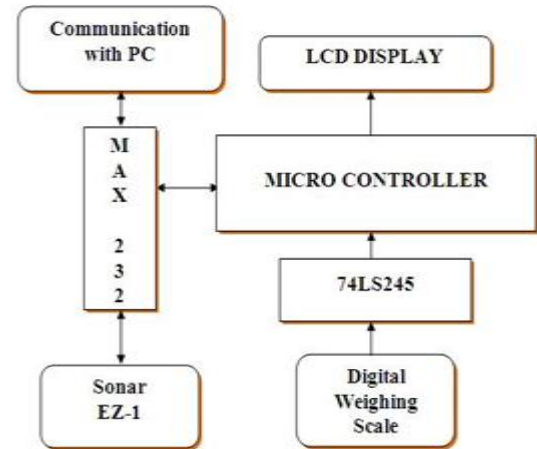 Communication
with PC
LCD DISPLAY
M
A
X
2
3
2
MICRO CONTROLLER
74LS245
Sonar
EZ-1
Digital
Weighing
Scale